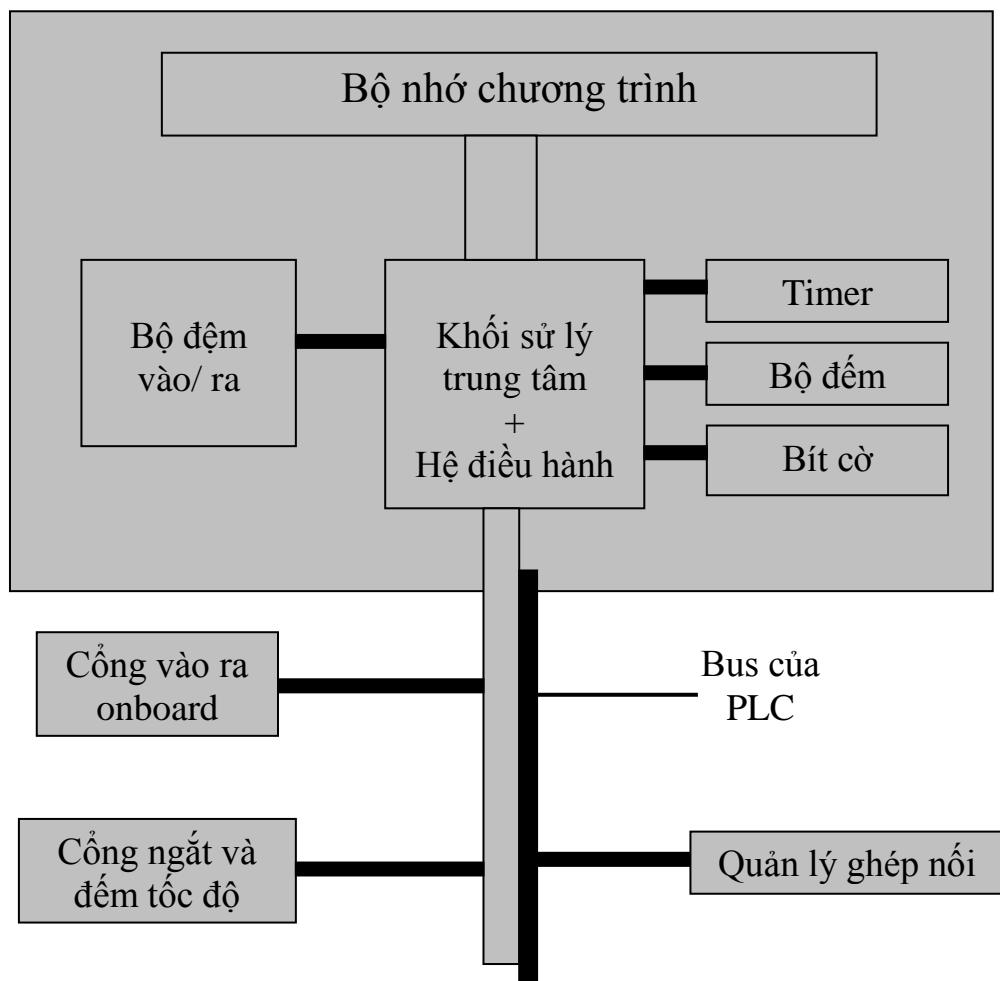 Bộ nhớ chương trình
Bộ đệm
vào/ ra
Khối sử lý
trung tâm
+
Hệ điều hành
Timer
Bộ đếm
Bít cờ
Cổng vào ra
onboard
Bus của
PLC
Cổng ngắt và
đếm tốc độ
Quản lý ghép nối